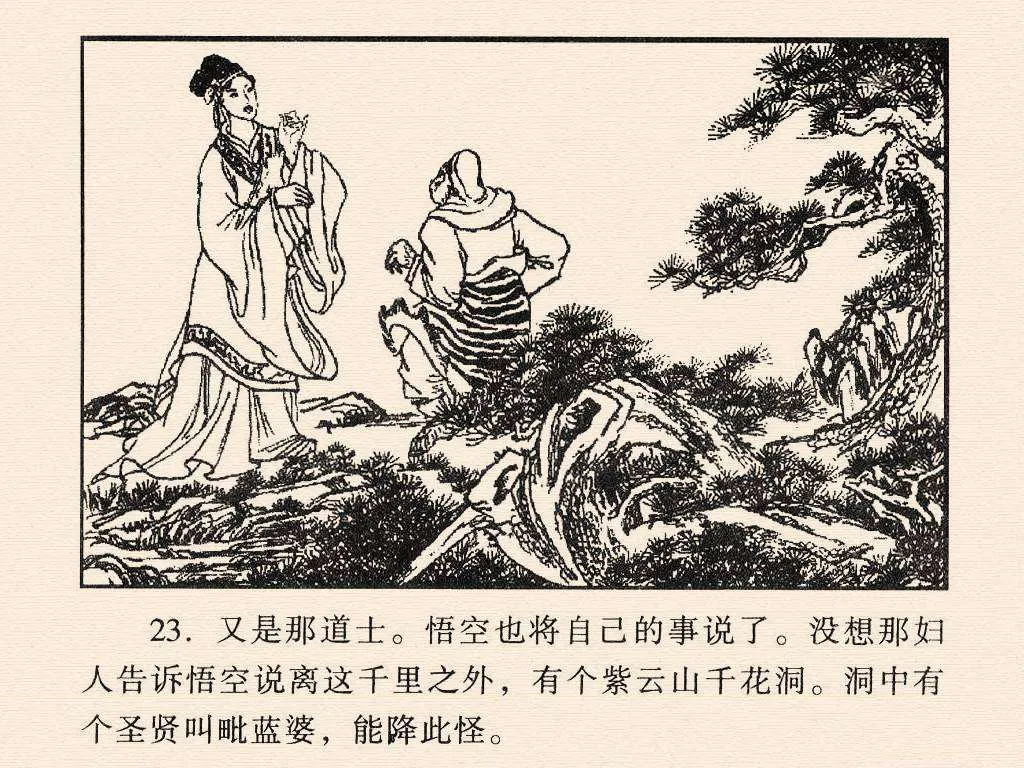 23. 又是那道士。悟空也将自己的事说了。没想那妇
人告诉悟空说离这千里之外，有个紫云山千花洞。洞中有
个圣贤叫毗蓝婆，能降此怪。